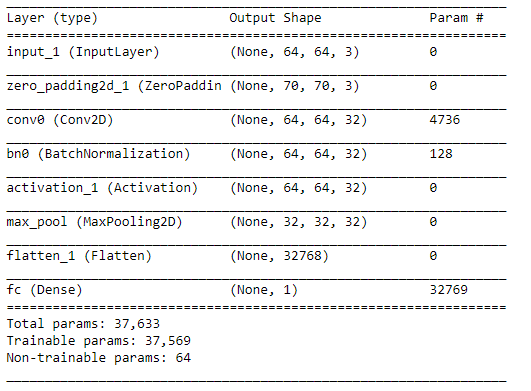 Layer (type) Output Shape Param #
=================================================================
input_1 (InputLayer) (None, 64, 64, 3) 0
zero_padding2d_1 (ZeroPaddin (None, 70, 70, 3) 0
conv0 (Conv2D) (None, 64, 64, 32) 4736
bn0 (BatchNormalization) (None, 64, 64, 32) 128
activation_1 (Activation) (None, 64, 64, 32) 0
max_pool (MaxPooling2D) (None, 32, 32, 32) 0
flatten_1 (Flatten) (None, 32768) 0
fc (Dense) (None, 1) 32769
=================================================================
Total params: 37,633
Trainable params: 37,569
Non-trainable params: 64